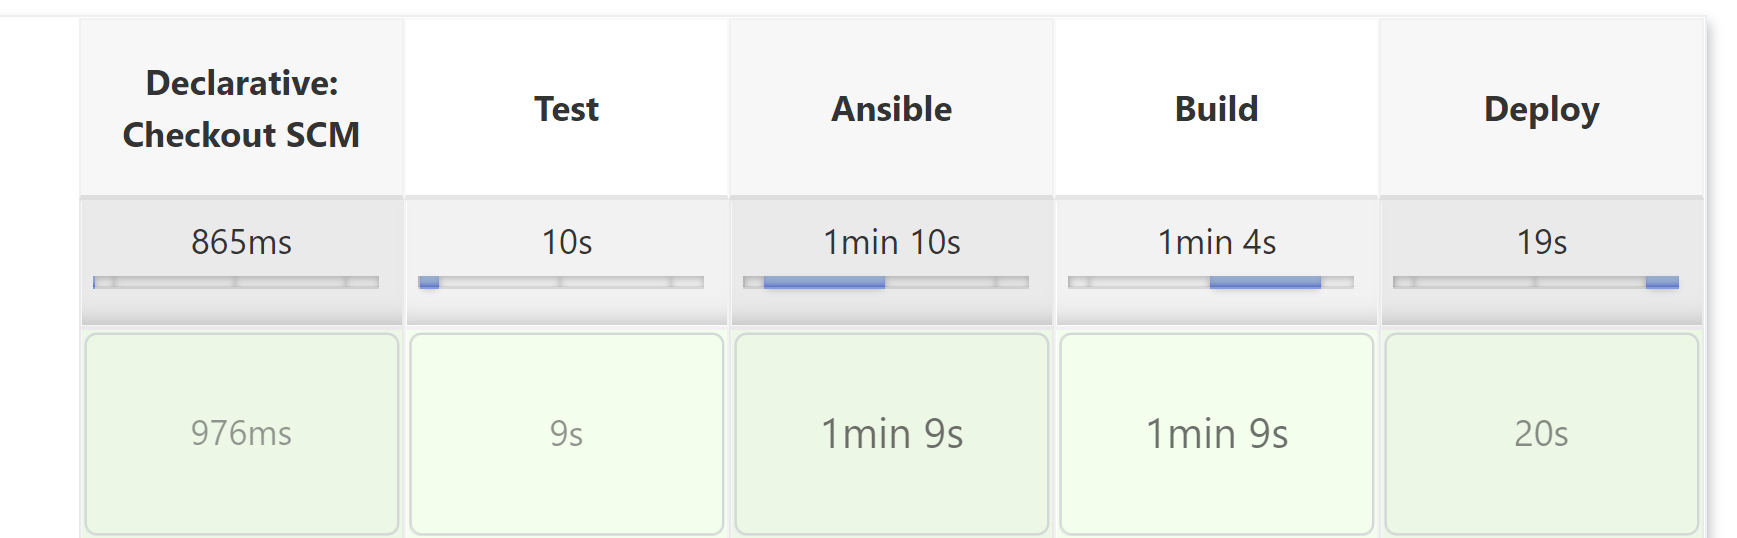 Declarative:
Checkout SCM
Test
Ansible
Build
Deploy
865ms
10s
1min 10s
1min 4s
19s
976ms
9s
1min 9s
1min 9s
20s